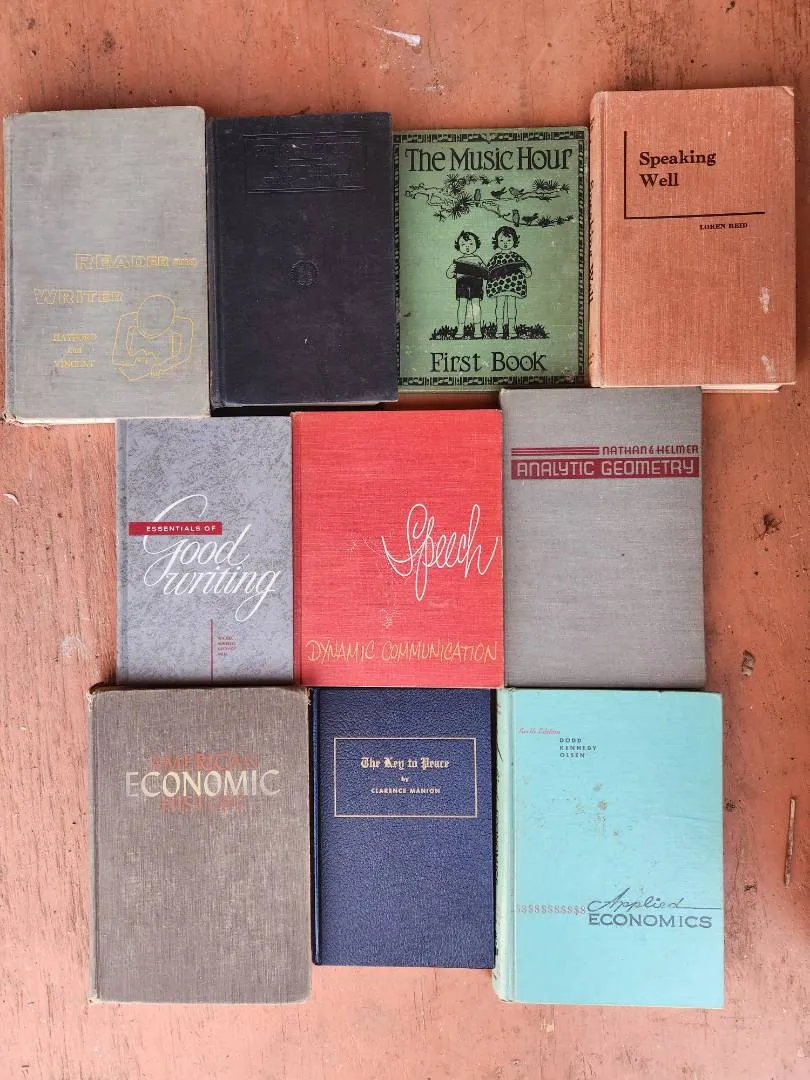 READER and
WRITER
HAYFORD
and
VINCENT
The Music Hour
First Book
Speaking
Well
LOREN REID
ESSENTIALS OF
Good
writing
Speech
DYNAMIC COMMUNICATION
NATHAN & HELMER
ANALYTIC GEOMETRY
AMERICAN
ECONOMIC
HISTORY
The Key to Peace
by
CLARENCE MANION
DODD
KENNEDY
OLSEN
$$$$$$$$$$ Applied
ECONOMICS